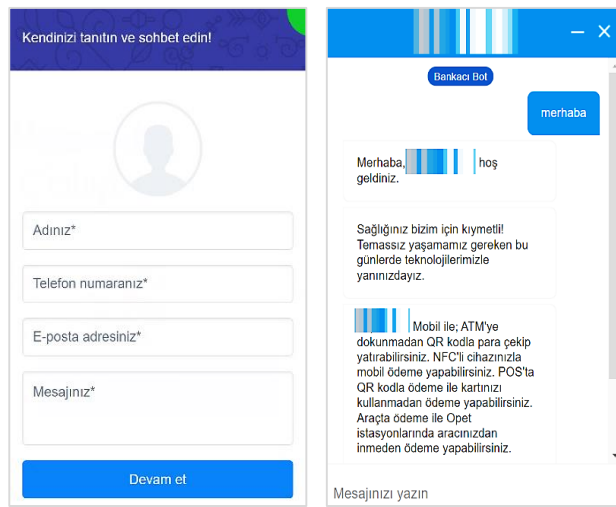 Kendinizi tanıtın ve sohbet edin!
Adınız*
Telefon numaranız*
E-posta adresiniz*
Mesajınız*
Devam et
Bankacı Bot
merhaba
Merhaba, hoş
geldiniz.
Sağlığınız bizim için kıymetli!
Temassız yaşamamız gereken bu
günlerde teknolojilerimizle
yanınızdayız.
Mobil ile; ATM'ye
dokunmadan QR kodla para çekip
yatırabilirsiniz. NFC'li cihazınızla
mobil ödeme yapabilirsiniz. POS'ta
QR kodla ödeme ile kartınızı
kullanmadan ödeme yapabilirsiniz.
Araçta ödeme ile Opet
istasyonlarında aracınızdan
inmeden ödeme yapabilirsiniz.
Mesajınızı yazın